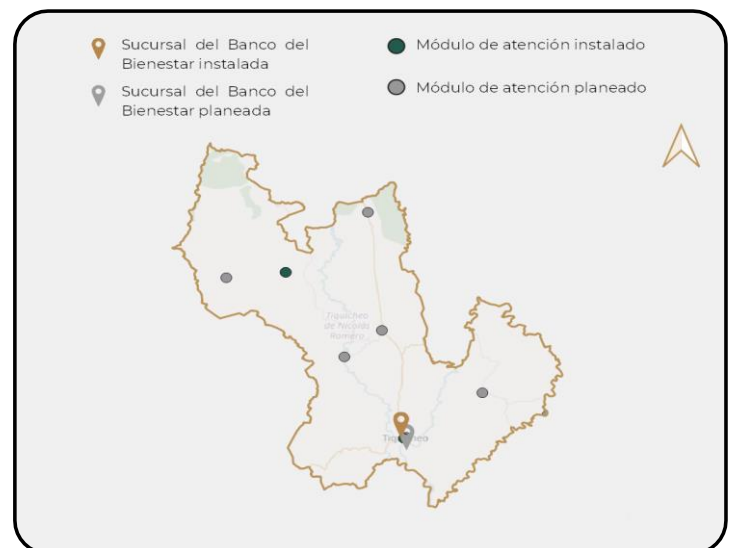 Sucursal del Banco del
Bienestar instalada
Sucursal del Banco del
Bienestar planeada
Módulo de atención instalado
Módulo de atención planeado
Tiquicheo
de Nicolás
Romero